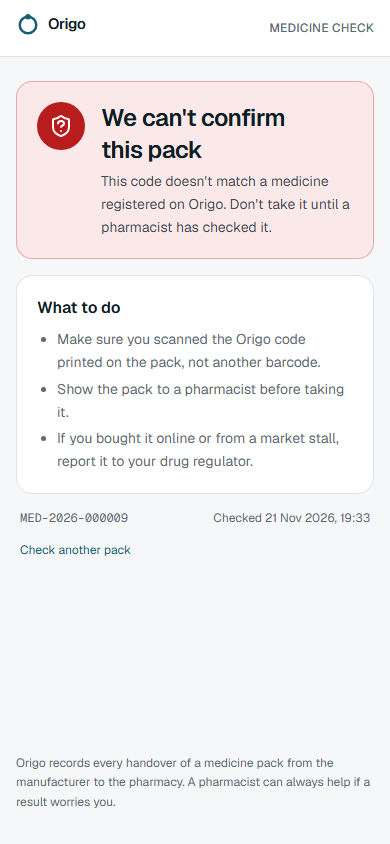 Origo
MEDICINE CHECK
We can't confirm
this pack
This code doesn't match a medicine
registered on Origo. Don't take it until a
pharmacist has checked it.
What to do
• Make sure you scanned the Origo code
printed on the pack, not another barcode.
• Show the pack to a pharmacist before taking
it.
• If you bought it online or from a market stall,
report it to your drug regulator.
MED-2026-000009
Checked 21 Nov 2026, 19:33
Check another pack
Origo records every handover of a medicine pack from the
manufacturer to the pharmacy. A pharmacist can always help if a
result worries you.